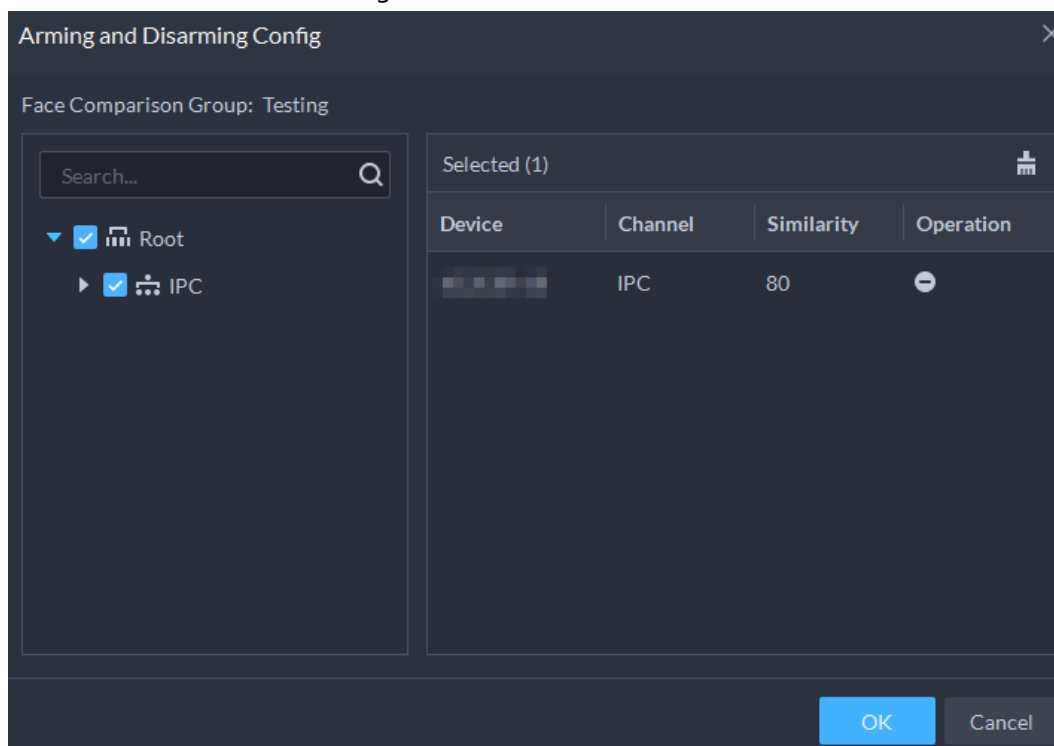 Arming and Disarming Config
Face Comparison Group: Testing
Search...
Root
IPC
Selected (1)
Device Channel Similarity Operation
IPC 80
OK Cancel